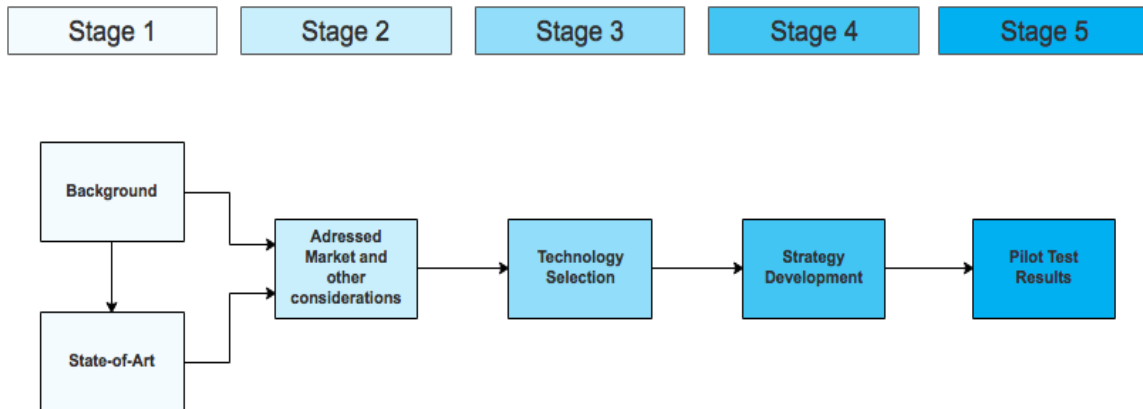 Stage 1
Stage 2
Stage 3
Stage 4
Stage 5
Background
State-of-Art
Adressed
Market and
other
considerations
Technology
Selection
Strategy
Development
Pilot Test
Results